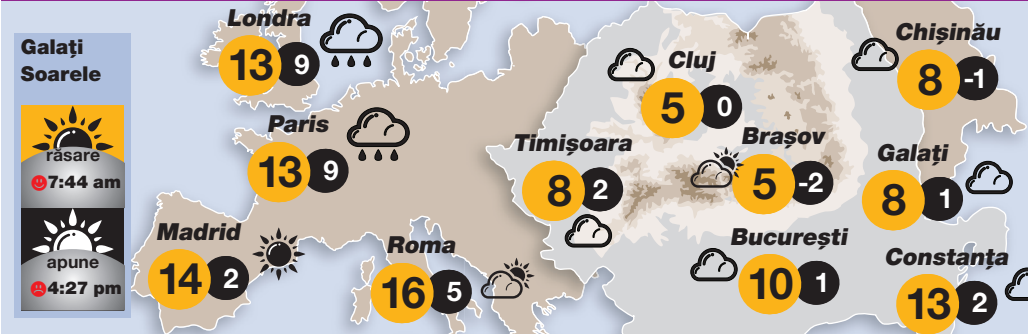 Galați
Soarele
răsare
7:44 am
apune
4:27 pm
Londra
13 9
Paris
13 9
Madrid
14 2
Roma
16 5
Cluj
5 0
Timișoara
8 2
Brașov
5 -2
București
10 1
Chișinău
8 -1
Galați
8 1
Constanța
13 2